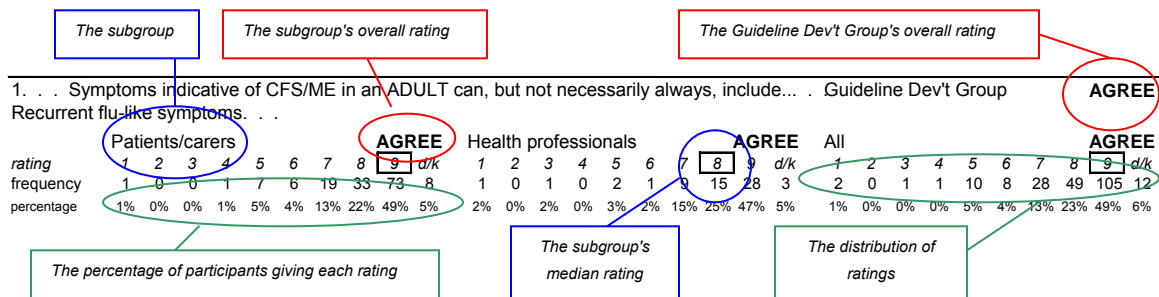 The subgroup
The subgroup's overall rating
The Guideline Dev't Group's overall rating
1. . . Symptoms indicative of CFS/ME in an ADULT can, but not necessarily always, include... . Guideline Dev't Group AGREE
Recurrent flu-like symptoms. . .
Patients/carers AGREE Health professionals AGREE All
rating 1 2 3 4 5 6 7 8 9 d/k 1 2 3 4 5 6 7 8 9 d/k 1 2 3 4 5 6 7 8 9 d/k
frequency 1 0 0 1 7 6 19 33 73 8 1 0 1 0 2 1 9 15 28 3 2 0 1 1 10 8 28 49 105 12
percentage 1% 0% 0% 1% 5% 4% 13% 22% 49% 5% 2% 0% 2% 0% 3% 2% 15% 25% 47% 5% 1% 0% 0% 0% 5% 4% 13% 23% 49% 6%
The percentage of participants giving each rating
The subgroup's
median rating
The distribution of
ratings